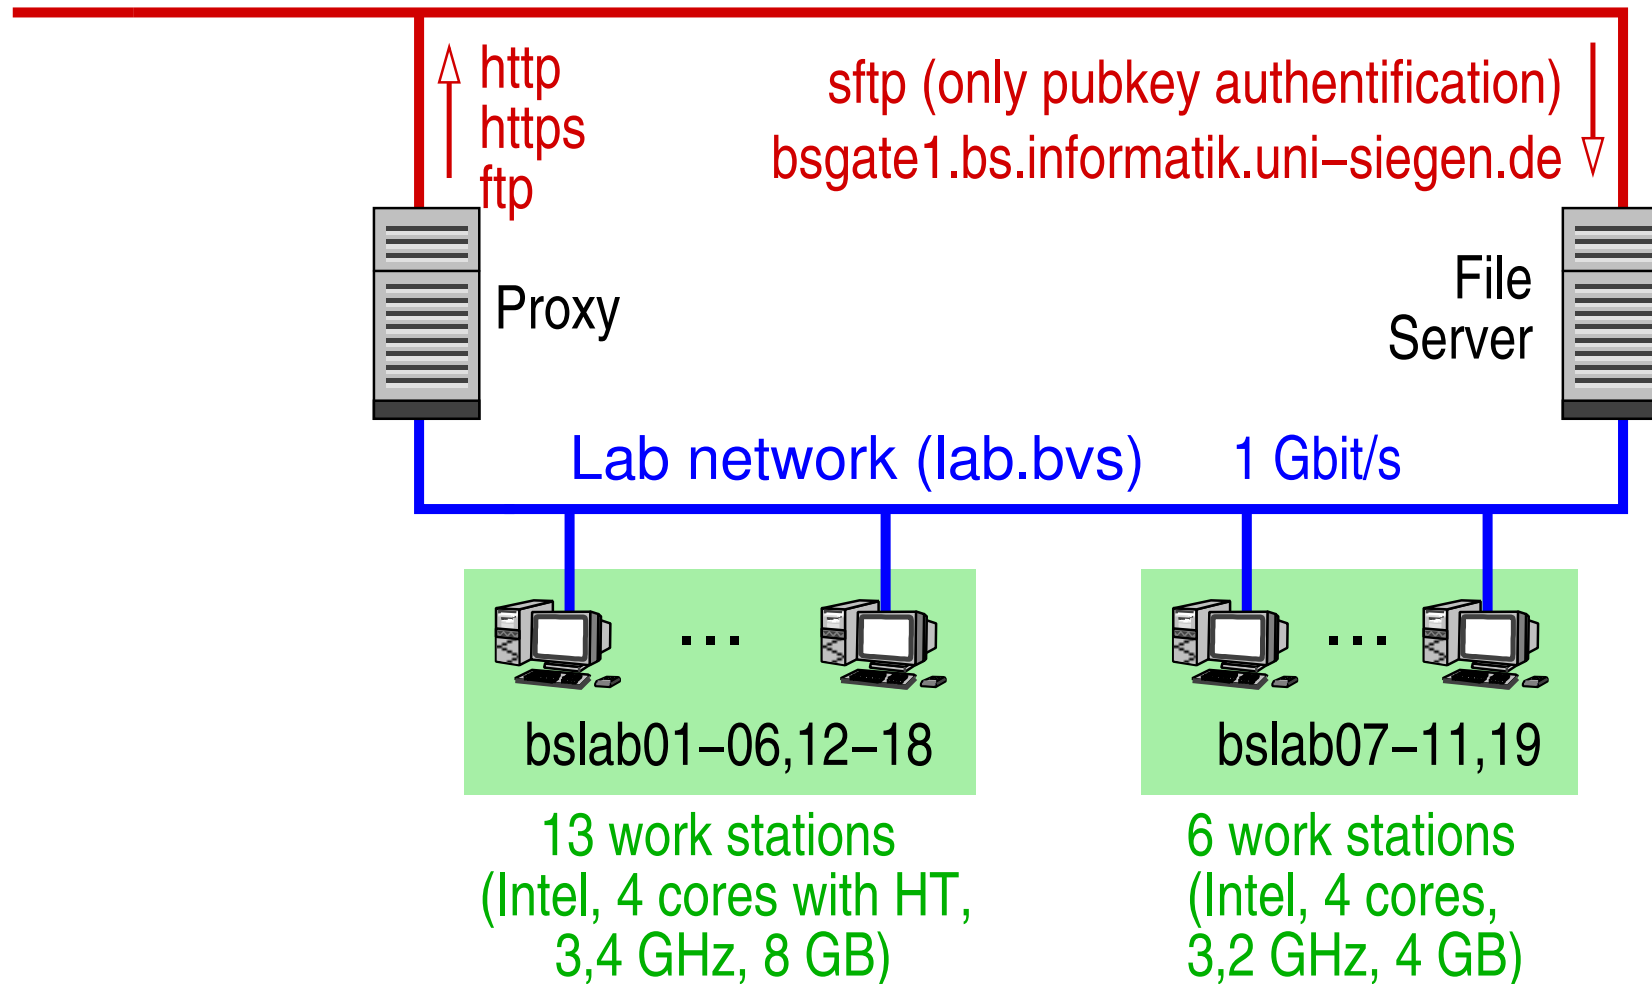 http
https
ftp
sftp (only pubkey authentification)
bsgate1.bs.informatik.uni–siegen.de
Proxy
File
Server
Lab network (lab.bvs) 1 Gbit/s
...
...
bslab01–06,12–18
bslab07–11,19
13 work stations
(Intel, 4 cores with HT,
3,4 GHz, 8 GB)
6 work stations
(Intel, 4 cores,
3,2 GHz, 4 GB)